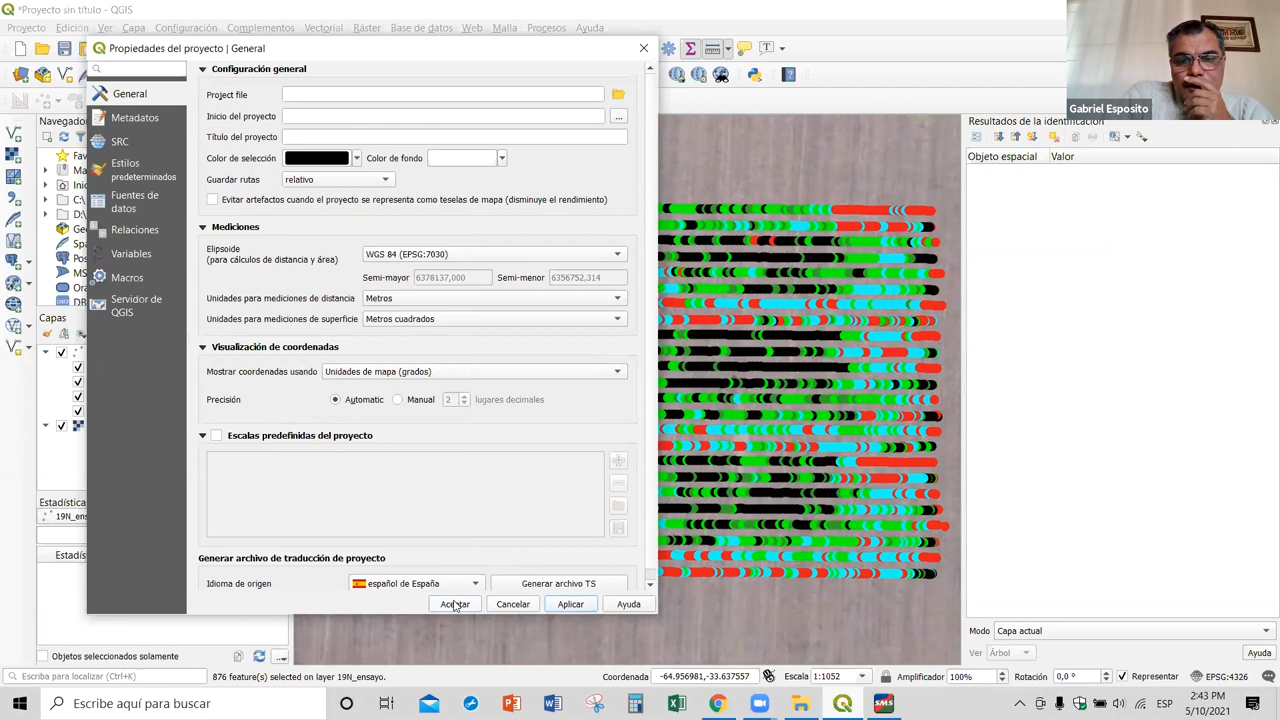 *Proyecto sin título - QGIS
Proyecto Edición Ver Capa Configuración Complementos Vectorial Ráster Base de datos Web Malla Procesos Ayuda
Propiedades del proyecto | General
General
Metadatos
SRC
Estilos
predeterminados
Fuentes de
datos
Relaciones
Variables
Macros
Servidor de
QGIS
Configuración general
Project file
Inicio del proyecto
...
Título del proyecto
Color de selección Color de fondo
Guardar rutas relativo
Evitar artefactos cuando el proyecto se representa como teselas de mapa (disminuye el rendimiento)
Mediciones
Elipsoide
(para cálculos de distancia y área)
WGS 84 (EPSG:7030)
Semi-mayor 6378137,000 Semi-menor 6356752,314
Unidades para mediciones de distancia Metros
Unidades para mediciones de superficie Metros cuadrados
Visualización de coordenadas
Mostrar coordenadas usando Unidades de mapa (grados)
Precisión Automatic Manual 2 lugares decimales
Escalas predefinidas del proyecto
Generar archivo de traducción de proyecto
Idioma de origen español de España Generar archivo TS
Aceptar Cancelar Aplicar Ayuda
Navegador
Fav
Inic
C:\
Capas
Estadísti
19N_ensa
Estadís
Objetos seleccionados solamente
Gabriel Esposito
Resultados de la identificación
Objeto espacial Valor
Modo Capa actual
Ver Árbol Ayuda
Escriba para localizar (Ctrl+K) 876 feature(s) selected on layer 19N_ensayo. Coordenada -64.956981,-33.637557 Escala 1:1052 Amplificador 100% Rotación 0,0 ° Representar EPSG:4326
Escribe aquí para buscar
SMS
ESP
2:43 PM
5/10/2021